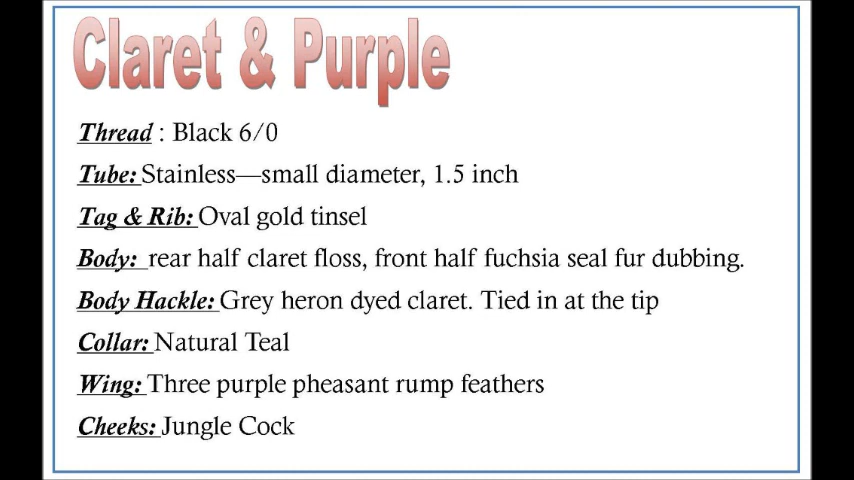 Claret & Purple
Thread : Black 6/0
Tube: Stainless—small diameter, 1.5 inch
Tag & Rib: Oval gold tinsel
Body: rear half claret floss, front half fuchsia seal fur dubbing.
Body Hackle: Grey heron dyed claret. Tied in at the tip
Collar: Natural Teal
Wing: Three purple pheasant rump feathers
Cheeks: Jungle Cock